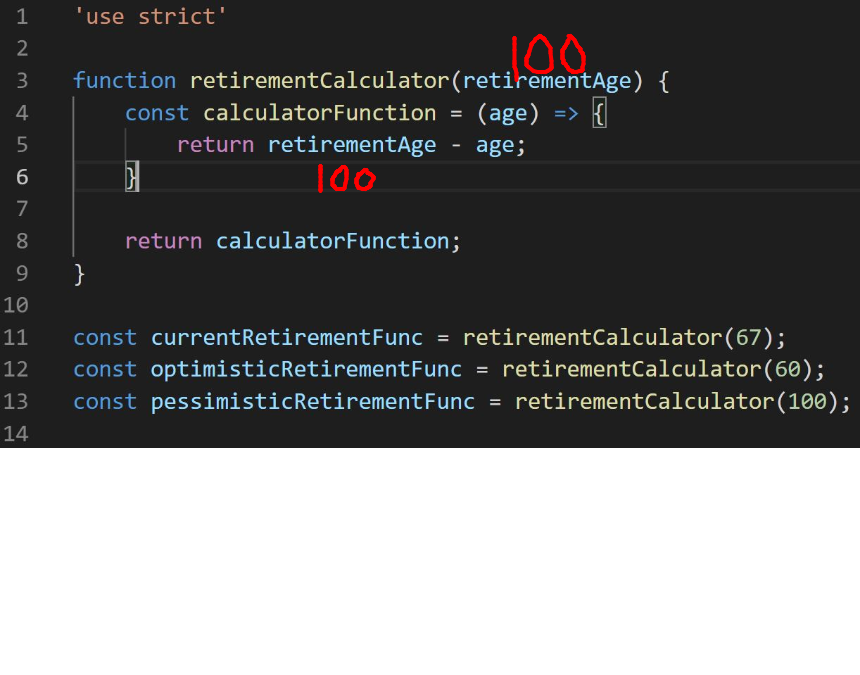 1 'use strict'
2
100
3 function retirementCalculator(retirementAge) {
4 const calculatorFunction = (age) => {
5 return retirementAge - age;
6 }
100
7
8 return calculatorFunction;
9 }
10
11 const currentRetirementFunc = retirementCalculator(67);
12 const optimisticRetirementFunc = retirementCalculator(60);
13 const pessimisticRetirementFunc = retirementCalculator(100);
14